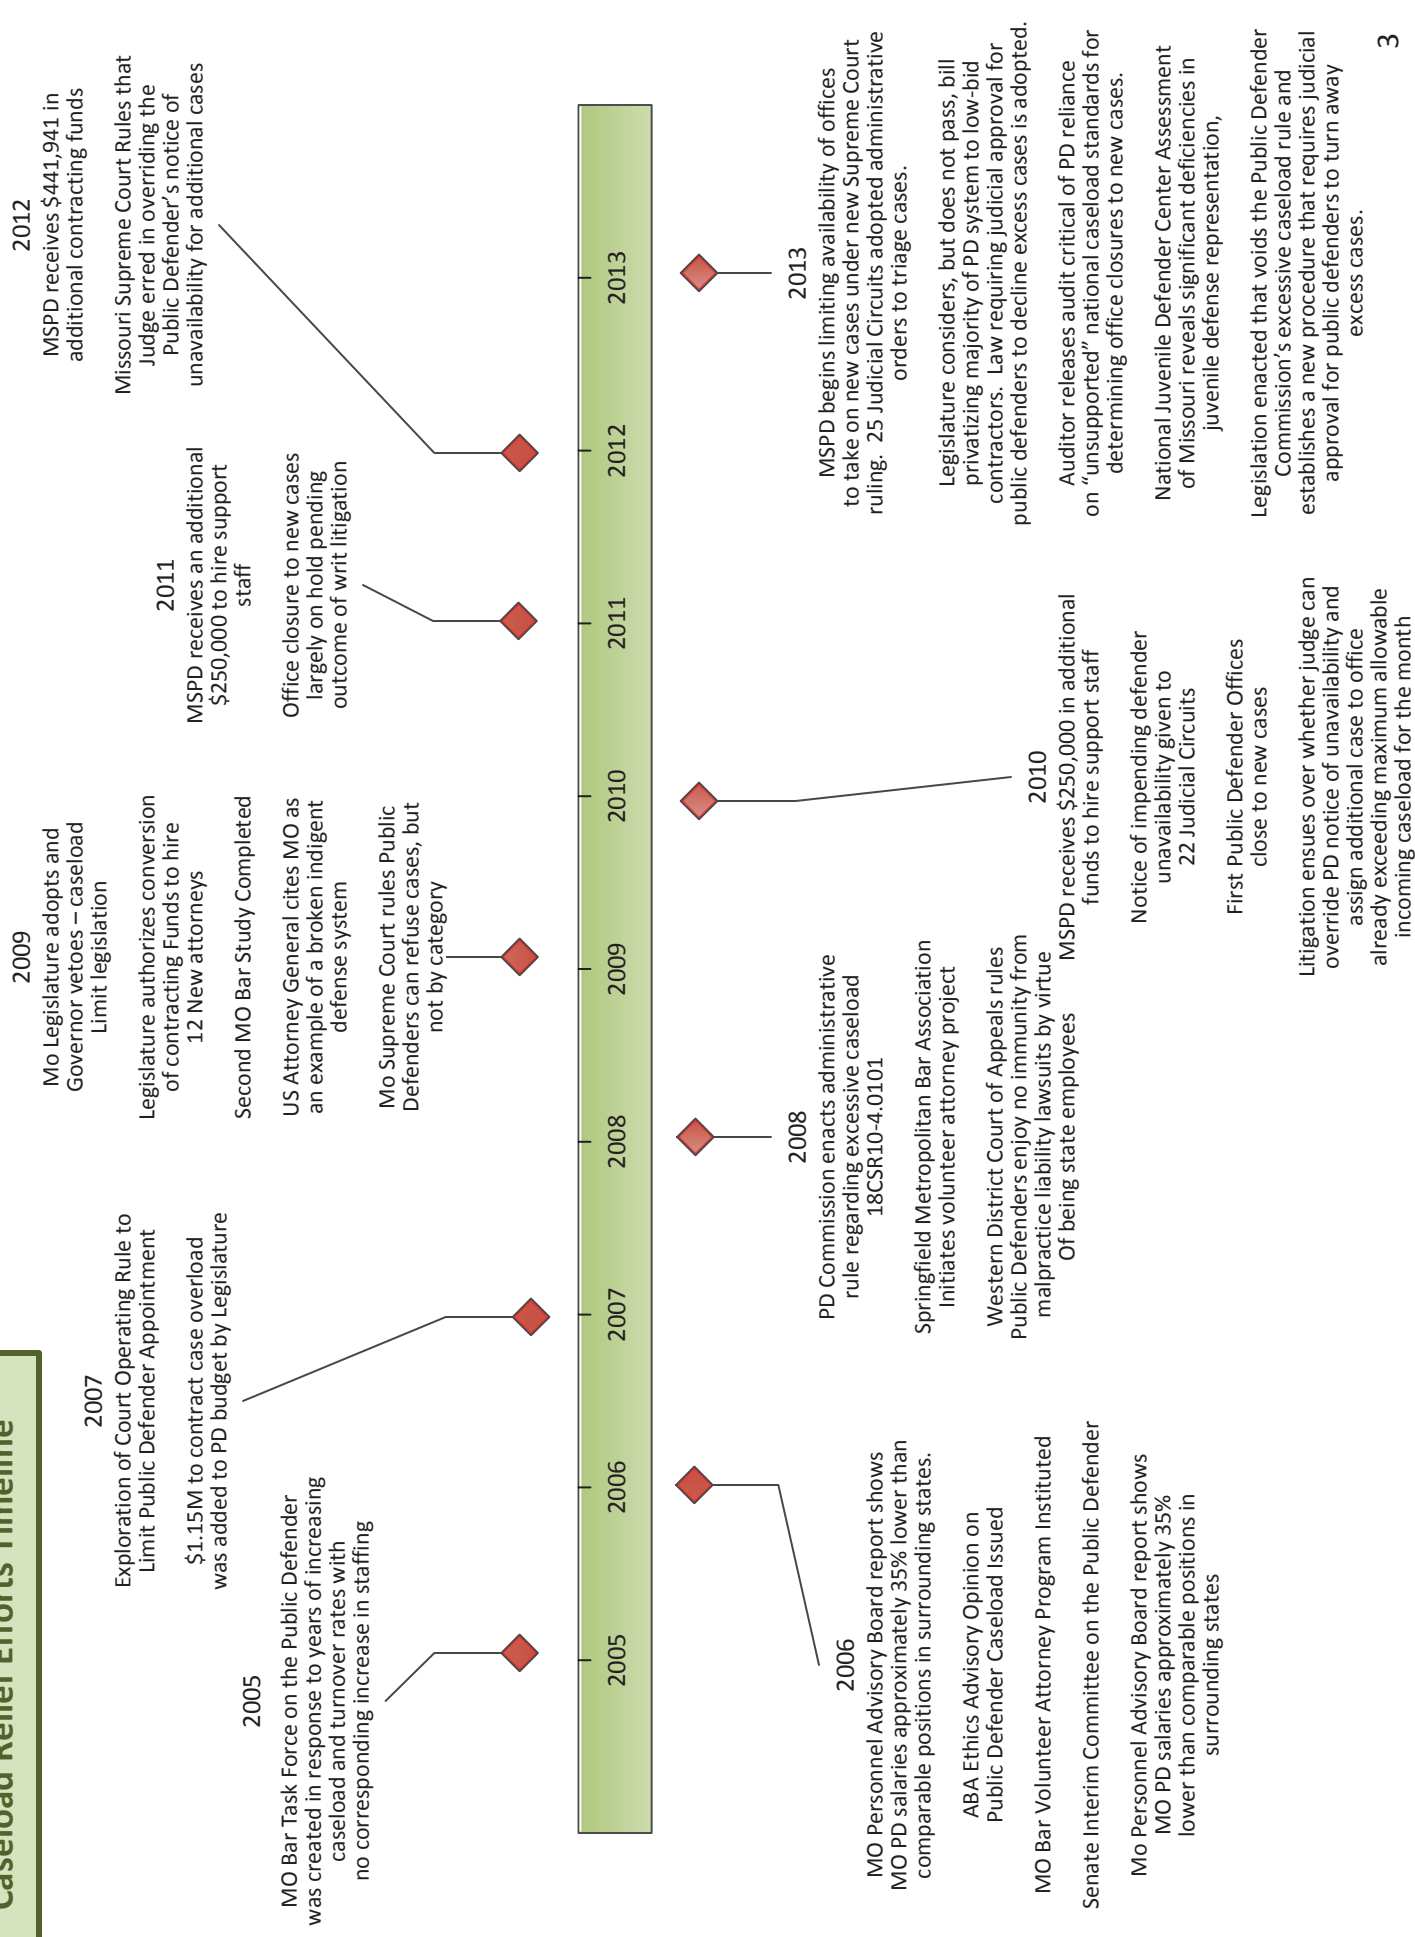 Caseload Relief Efforts Timeline
2005
MO Bar Task Force on the Public Defender
was created in response to years of increasing
caseload and turnover rates with
no corresponding increase in staffing
2007
Exploration of Court Operating Rule to
Limit Public Defender Appointment
$1.15M to contract case overload
was added to PD budget by Legislature
2009
Mo Legislature adopts and
Governor vetoes – caseload
Limit legislation
Legislature authorizes conversion
of contracting Funds to hire
12 New attorneys
Second MO Bar Study Completed
US Attorney General cites MO as
an example of a broken indigent
defense system
Mo Supreme Court rules Public
Defenders can refuse cases, but
not by category
2011
MSPD receives an additional
$250,000 to hire support
staff
Office closure to new cases
largely on hold pending
outcome of writ litigation
2012
MSPD receives $441,941 in
additional contracting funds
Missouri Supreme Court Rules that
Judge erred in overriding the
Public Defender's notice of
unavailability for additional cases
2005
2006
2007
2008
2009
2010
2011
2012
2013
2006
MO Personnel Advisory Board report shows
MO PD salaries approximately 35% lower than
comparable positions in surrounding states.
ABA Ethics Advisory Opinion on
Public Defender Caseload Issued
MO Bar Volunteer Attorney Program Instituted
Senate Interim Committee on the Public Defender
Mo Personnel Advisory Board report shows
MO PD salaries approximately 35%
lower than comparable positions in
surrounding states
2008
PD Commission enacts administrative
rule regarding excessive caseload
18CSR10-4.0101
Springfield Metropolitan Bar Association
Initiates volunteer attorney project
Western District Court of Appeals rules
Public Defenders enjoy no immunity from
malpractice liability lawsuits by virtue
Of being state employees
2010
MSPD receives $250,000 in additional
funds to hire support staff
Notice of impending defender
unavailability given to
22 Judicial Circuits
First Public Defender Offices
close to new cases
Litigation ensues over whether judge can
override PD notice of unavailability and
assign additional case to office
already exceeding maximum allowable
incoming caseload for the month
2013
MSPD begins limiting availability of offices
to take on new cases under new Supreme Court
ruling. 25 Judicial Circuits adopted administrative
orders to triage cases.
Legislature considers, but does not pass, bill
privatizing majority of PD system to low-bid
contractors. Law requiring judicial approval for
public defenders to decline excess cases is adopted.
Auditor releases audit critical of PD reliance
on "unsupported" national caseload standards for
determining office closures to new cases.
National Juvenile Defender Center Assessment
of Missouri reveals significant deficiencies in
juvenile defense representation,
Legislation enacted that voids the Public Defender
Commission's excessive caseload rule and
establishes a new procedure that requires judicial
approval for public defenders to turn away
excess cases.
3